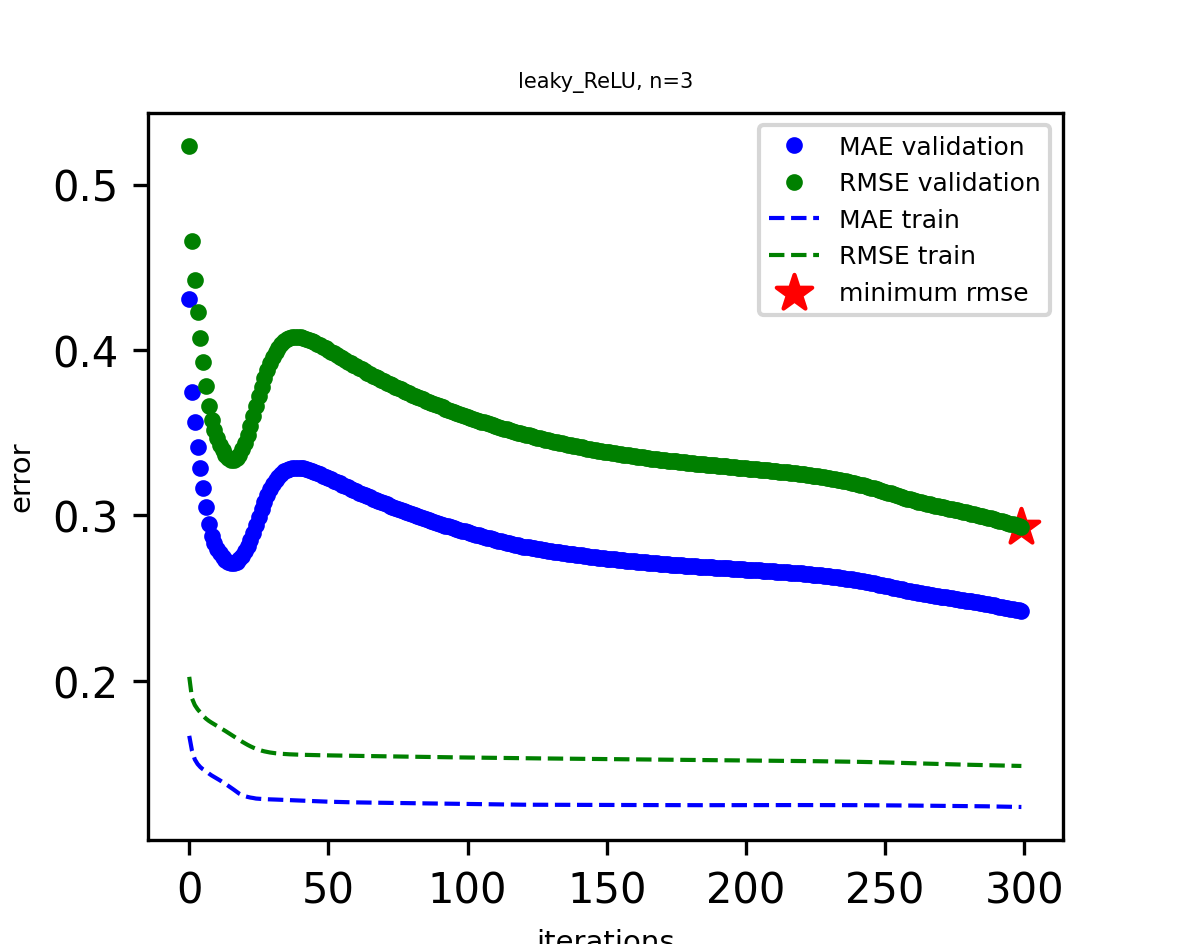 leaky_ReLU, n=3
MAE validation
RMSE validation
MAE train
RMSE train
minimum rmse
error
0.5
0.4
0.3
0.2
0 50 100 150 200 250 300
iterations